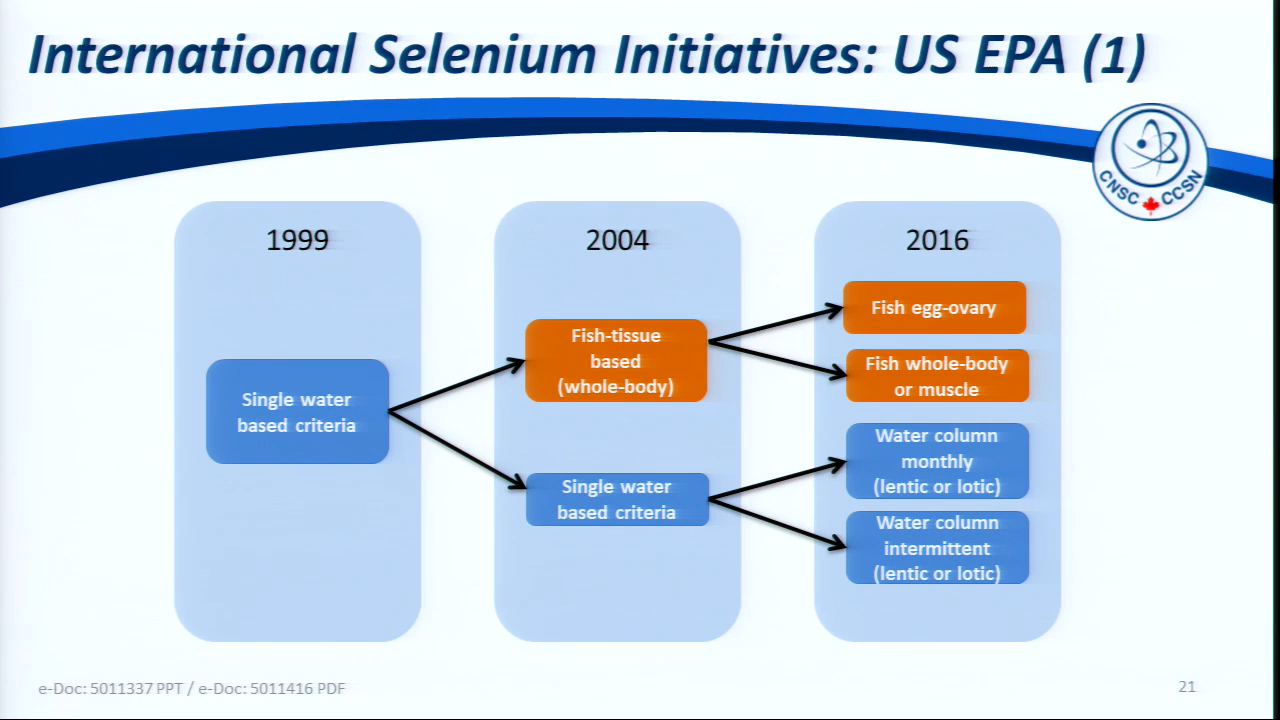 International Selenium Initiatives: US EPA (1)
CNSC CCSN
1999
Single water
based criteria
2004
Fish-tissue
based
(whole-body)
Single water
based criteria
2016
Fish egg-ovary
Fish whole-body
or muscle
Water column
monthly
(lentic or lotic)
Water column
intermittent
(lentic or lotic)
e-Doc: 5011337 PPT / e-Doc: 5011416 PDF
21